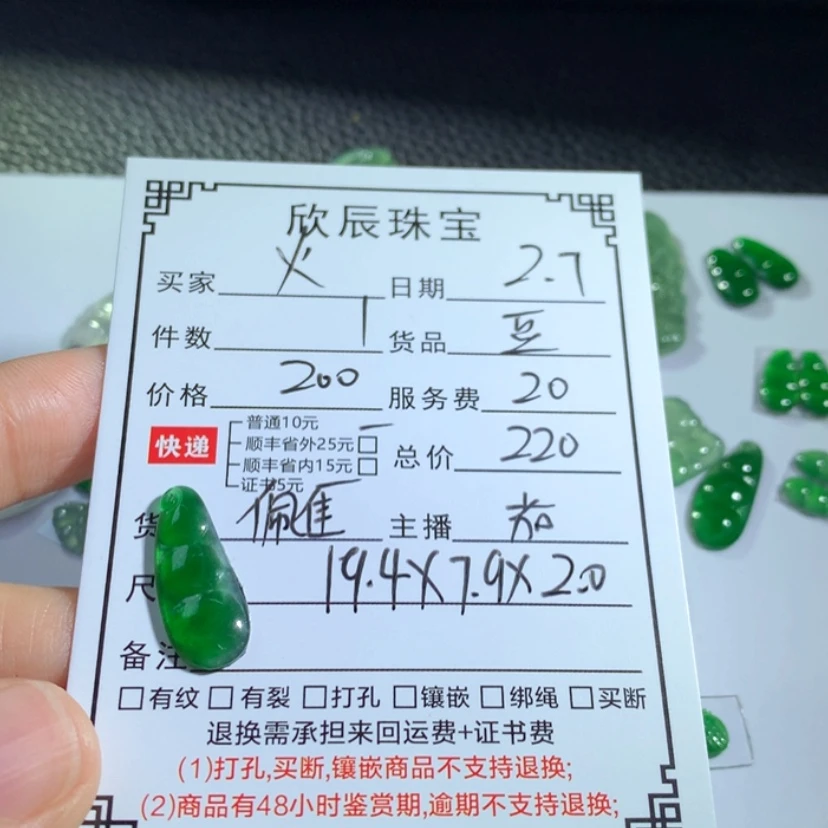 欣辰珠宝
买家 火 日期 2.7
件数 1 货品 豆
价格 200 服务费 20
快递 普通10元
顺丰省外25元□
顺丰省内15元□ 总价 220
证书5元
货 佩佳 主播 茄
尺 19.4X7.9X2.0
备注
□有纹 □有裂 □打孔 □镶嵌 □绑绳 □买断
退换需承担来回运费+证书费
(1)打孔,买断,镶嵌商品不支持退换;
(2)商品有48小时鉴赏期,逾期不支持退换;